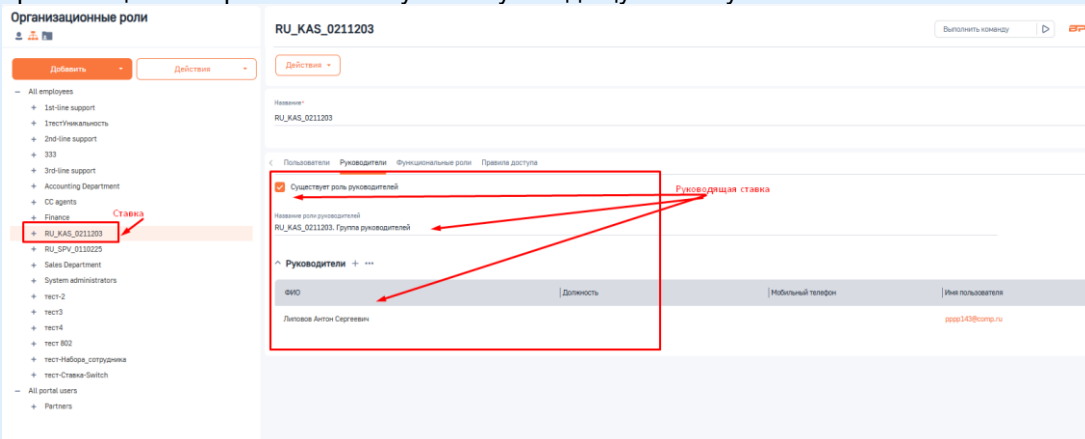 Организационные роли
Добавить
Действия
All employees
1st-line support
1тестУникальность
2nd-line support
333
3rd-line support
Accounting Department
CC agents
Finance
Ставка
RU_KAS_0211203
RU_SPV_0110225
Sales Department
System administrators
тест-2
тест3
тест4
тест 802
тест-Набора_сотрудника
тест-Ставка-Switch
All portal users
Partners
RU_KAS_0211203
Выполнить команду
Действия
Название*
RU_KAS_0211203
Пользователи Руководители Функциональные роли Правила доступа
Существует роль руководителей
Руководящая ставка
Название роли руководителей
RU_KAS_0211203. Группа руководителей
Руководители
ФИО Должность Мобильный телефон Имя пользователя
Липовов Антон Сергеевич pppp143@comp.ru